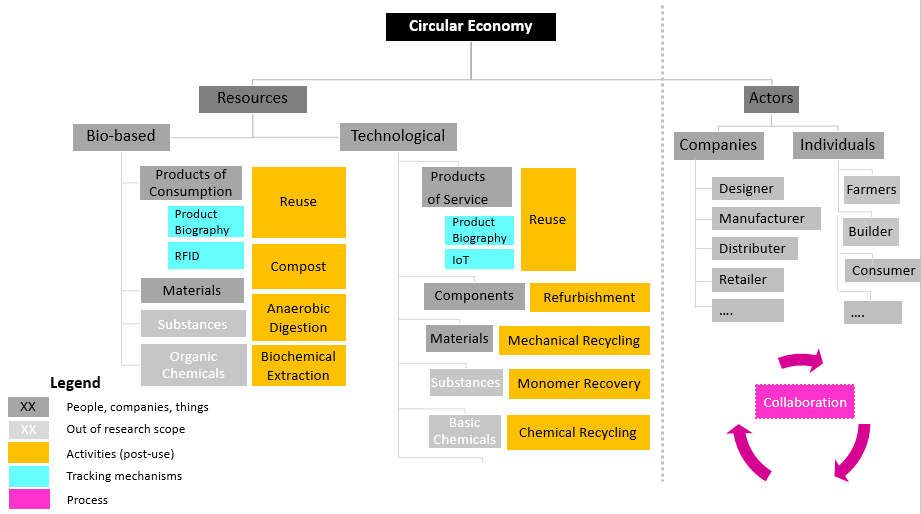 Circular Economy
Resources
Actors
Bio-based
Technological
Companies
Individuals
Products of
Consumption
Product
Biography
RFID
Materials
Substances
Organic
Chemicals
Reuse
Compost
Anaerobic
Digestion
Biochemical
Extraction
Products
of Service
Product
Biography
IoT
Reuse
Components
Refurbishment
Materials
Mechanical Recycling
Substances
Monomer Recovery
Basic
Chemicals
Chemical Recycling
Designer
Manufacturer
Distributer
Retailer
....
Farmers
Builder
Consumer
....
Collaboration
Legend
XX
People, companies, things
XX
Out of research scope
Activities (post-use)
Tracking mechanisms
Process